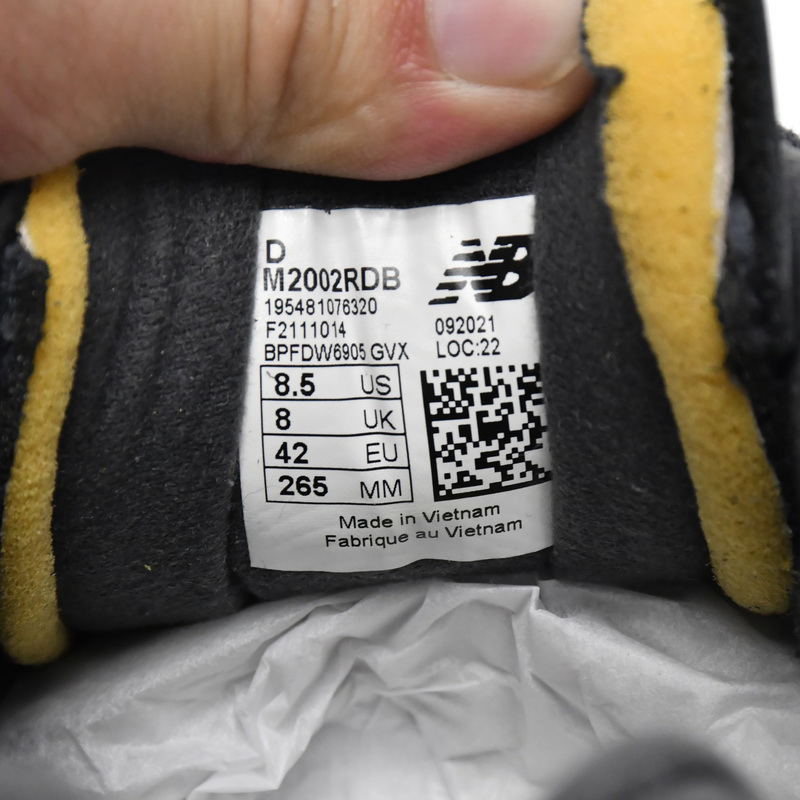 D
M2002RDB
195481076320
F2111014
BPFDW6905 GVX
NB
092021
LOC:22
8.5 US
8 UK
42 EU
265 MM
Made in Vietnam
Fabrique au Vietnam